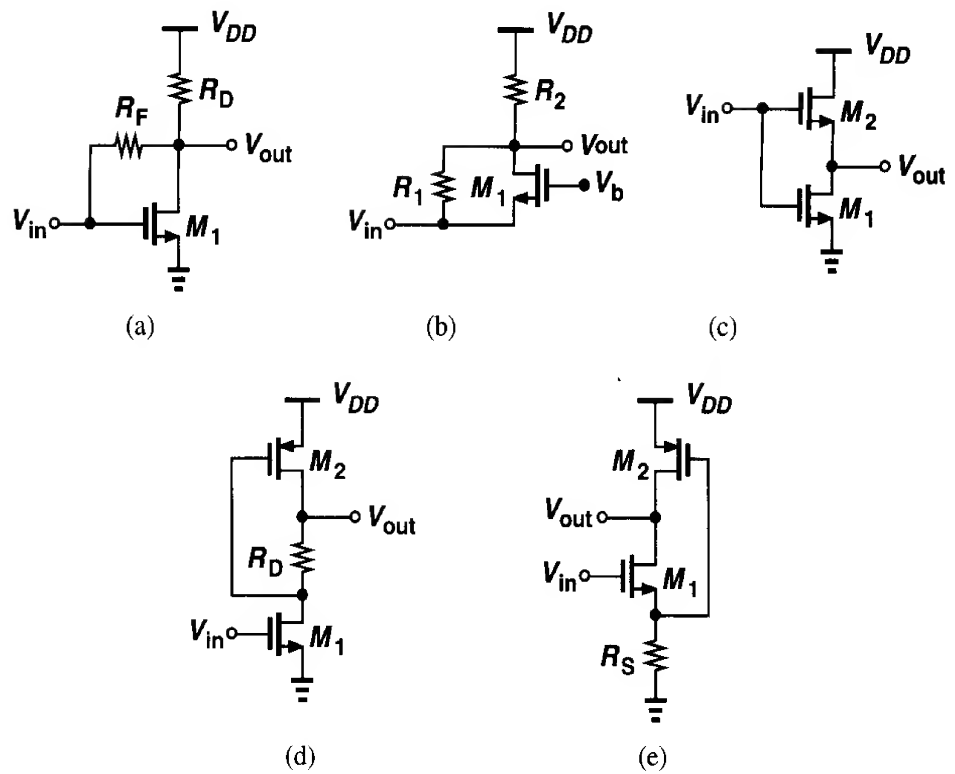 V_DD
R_D
R_F
V_out
V_in
M_1
(a)
V_DD
R_2
V_out
R_1
M_1
V_b
V_in
(b)
V_DD
V_in
M_2
V_out
M_1
(c)
V_DD
M_2
V_out
R_D
V_in
M_1
(d)
V_DD
M_2
V_out
V_in
M_1
R_S
(e)